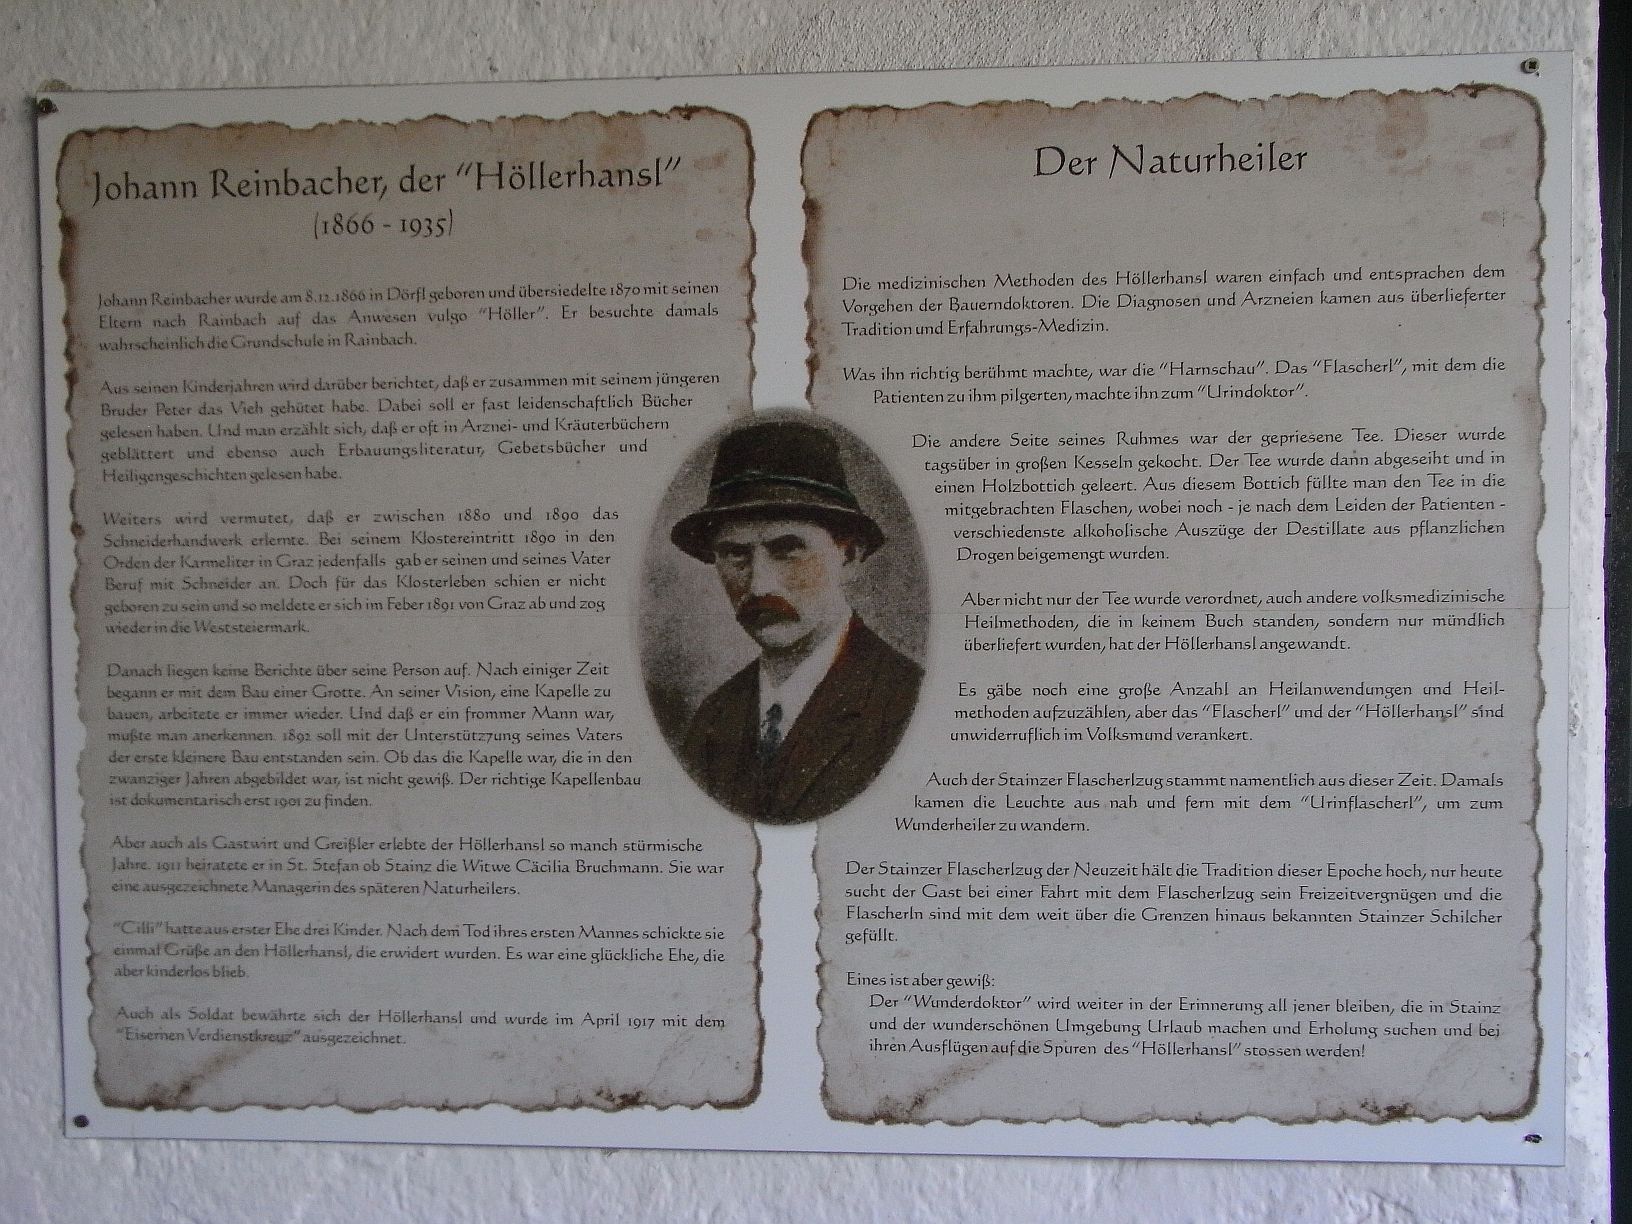 Johann Reinbacher, der "Höllerhansl"
(1866 - 1935)
Johann Reinbacher wurde am 8.12.1866 in Dörfl geboren und übersiedelte 1870 mit seinen
Eltern nach Rainbach auf das Anwesen vulgo "Höller". Er besuchte damals
wahrscheinlich die Grundschule in Rainbach.
Aus seinen Kinderjahren wird darüber berichtet, daß er zusammen mit seinem jüngeren
Bruder Peter das Vieh gehütet habe. Dabei soll er fast leidenschaftlich Bücher
gelesen haben. Und man erzählt sich, daß er oft in Arznei- und Kräuterbüchern
geblättert und ebenso auch Erbauungsliteratur, Gebetsbücher und
Heiligengeschichten gelesen habe.
Weiters wird vermutet, daß er zwischen 1880 und 1890 das
Schneiderhandwerk erlernte. Bei seinem Klostereintritt 1890 in den
Orden der Karmeliter in Graz jedenfalls gab er seinen und seines Vater
Beruf mit Schneider an. Doch für das Klosterleben schien er nicht
geboren zu sein und so meldete er sich im Feber 1891 von Graz ab und zog
wieder in die Weststeiermark.
Danach liegen keine Berichte über seine Person auf. Nach einiger Zeit
begann er mit dem Bau einer Grotte. An seiner Vision, eine Kapelle zu
bauen, arbeitete er immer wieder. Und daß er ein frommer Mann war,
mußte man anerkennen. 1892 soll mit der Unterstütz7ung seines Vaters
der erste kleinere Bau entstanden sein. Ob das die Kapelle war, die in den
zwanziger Jahren abgebildet war, ist nicht gewiß. Der richtige Kapellenbau
ist dokumentarisch erst 1901 zu finden.
Aber auch als Gastwirt und Greißler erlebte der Höllerhansl so manch stürmische
Jahre. 1911 heiratete er in St. Stefan ob Stainz die Witwe Cäcilia Bruchmann. Sie war
eine ausgezeichnete Managerin des späteren Naturheilers.
"Cilli" hatte aus erster Ehe drei Kinder. Nach dem Tod ihres ersten Mannes schickte sie
einmal Grüße an den Höllerhansl, die erwidert wurden. Es war eine glückliche Ehe, die
aber kinderlos blieb.
Auch als Soldat bewährte sich der Höllerhansl und wurde im April 1917 mit dem
"Eisernen Verdienstkreuz" ausgezeichnet.
Der Naturheiler
Die medizinischen Methoden des Höllerhansl waren einfach und entsprachen dem
Vorgehen der Bauerndoktoren. Die Diagnosen und Arzneien kamen aus überlieferter
Tradition und Erfahrungs-Medizin.
Was ihn richtig berühmt machte, war die "Harnschau". Das "Flascherl", mit dem die
Patienten zu ihm pilgerten, machte ihn zum "Urindoktor".
Die andere Seite seines Ruhmes war der gepriesene Tee. Dieser wurde
tagsüber in großen Kesseln gekocht. Der Tee wurde dann abgeseiht und in
einen Holzbottich geleert. Aus diesem Bottich füllte man den Tee in die
mitgebrachten Flaschen, wobei noch - je nach dem Leiden der Patienten -
verschiedenste alkoholische Auszüge der Destillate aus pflanzlichen
Drogen beigemengt wurden.
Aber nicht nur der Tee wurde verordnet, auch andere volksmedizinische
Heilmethoden, die in keinem Buch standen, sondern nur mündlich
überliefert wurden, hat der Höllerhansl angewandt.
Es gäbe noch eine große Anzahl an Heilanwendungen und Heil-
methoden aufzuzählen, aber das "Flascherl" und der "Höllerhansl" sind
unwiderruflich im Volksmund verankert.
Auch der Stainzer Flascherlzug stammt namentlich aus dieser Zeit. Damals
kamen die Leuchte aus nah und fern mit dem "Urinflascherl", um zum
Wunderheiler zu wandern.
Der Stainzer Flascherlzug der Neuzeit hält die Tradition dieser Epoche hoch, nur heute
sucht der Gast bei einer Fahrt mit dem Flascherlzug sein Freizeitvergnügen und die
Flascherln sind mit dem weit über die Grenzen hinaus bekannten Stainzer Schilcher
gefüllt.
Eines ist aber gewiß:
Der "Wunderdoktor" wird weiter in der Erinnerung all jener bleiben, die in Stainz
und der wunderschönen Umgebung Urlaub machen und Erholung suchen und bei
ihren Ausflügen auf die Spuren des "Höllerhansl" stossen werden!